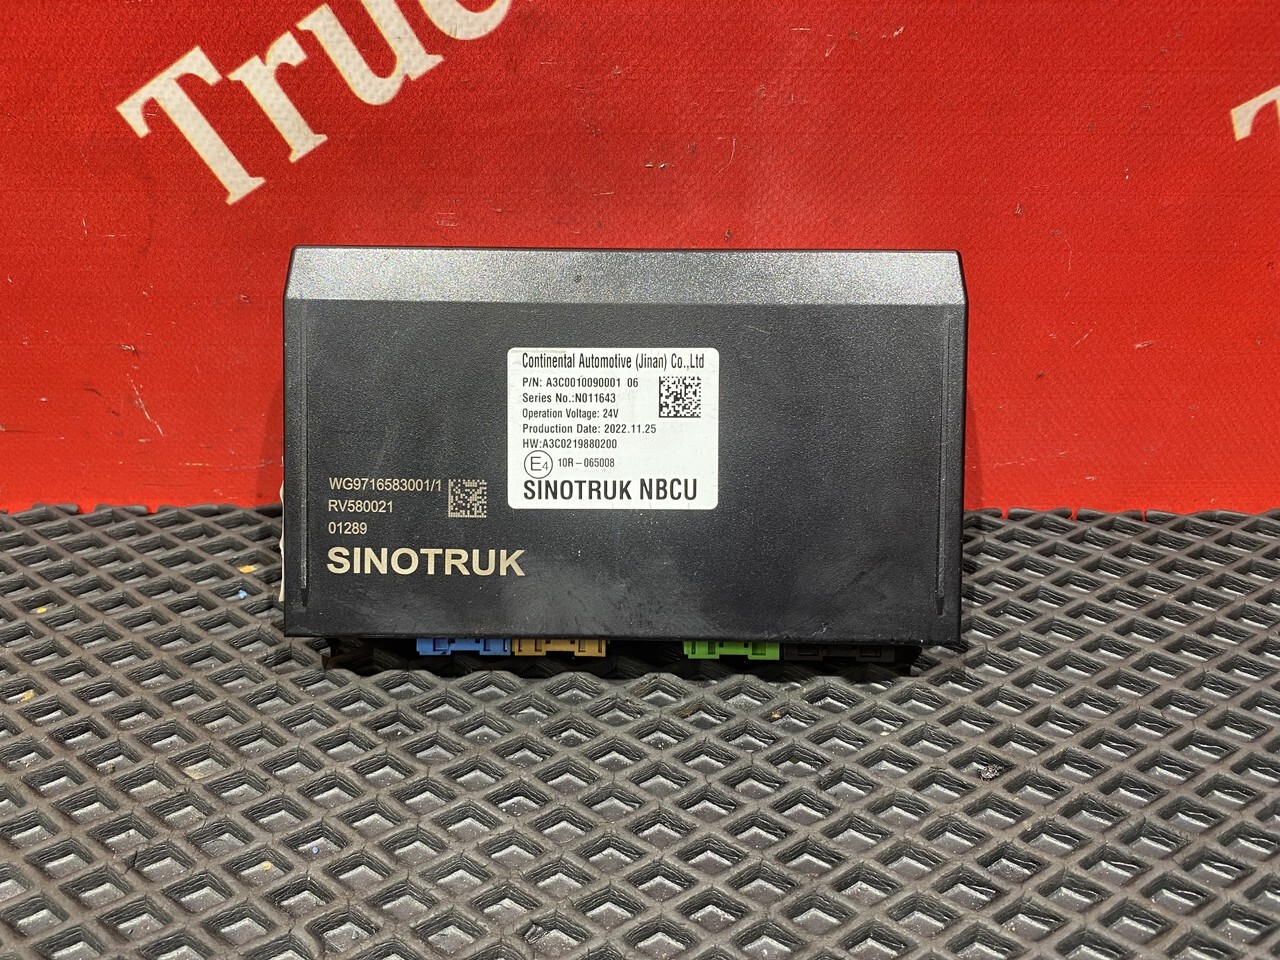 Continental Automotive (Jinan) Co.,Ltd
P/N: A3C0010090001 06
Series No.:N011643
Operation Voltage: 24V
Production Date: 2022.11.25
HW:A3C0219880200
E4 10R-065008
SINOTRUK NBCU
WG9716583001/1
RV580021
01289
SINOTRUK